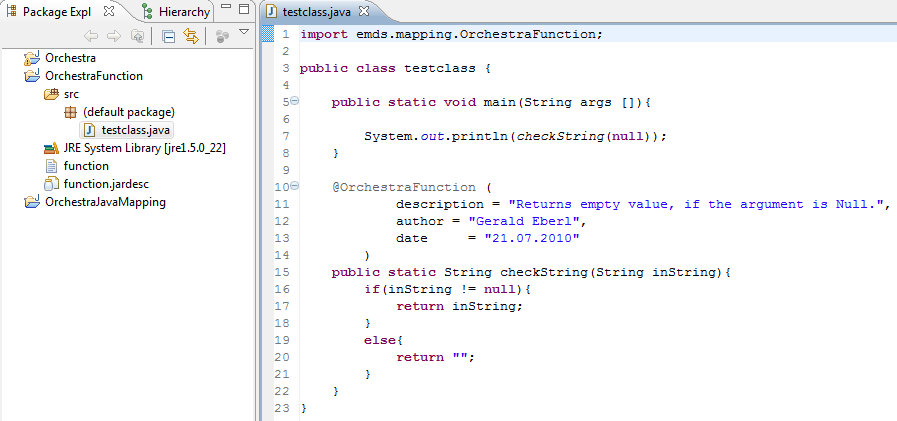 Package Expl
Hierarchy
Orchestra
OrchestraFunction
src
(default package)
testclass.java
JRE System Library [jre1.5.0_22]
function
function.jardesc
OrchestraJavaMapping
testclass.java
1 import emds.mapping.OrchestraFunction;
2
3 public class testclass {
4
5     public static void main(String args []){
6
7         System.out.println(checkString(null));
8     }
9
10     @OrchestraFunction (
11             description = "Returns empty value, if the argument is Null.",
12             author = "Gerald Eberl",
13             date     = "21.07.2010"
14         )
15     public static String checkString(String inString){
16         if(inString != null){
17             return inString;
18         }
19         else{
20             return "";
21         }
22     }
23 }